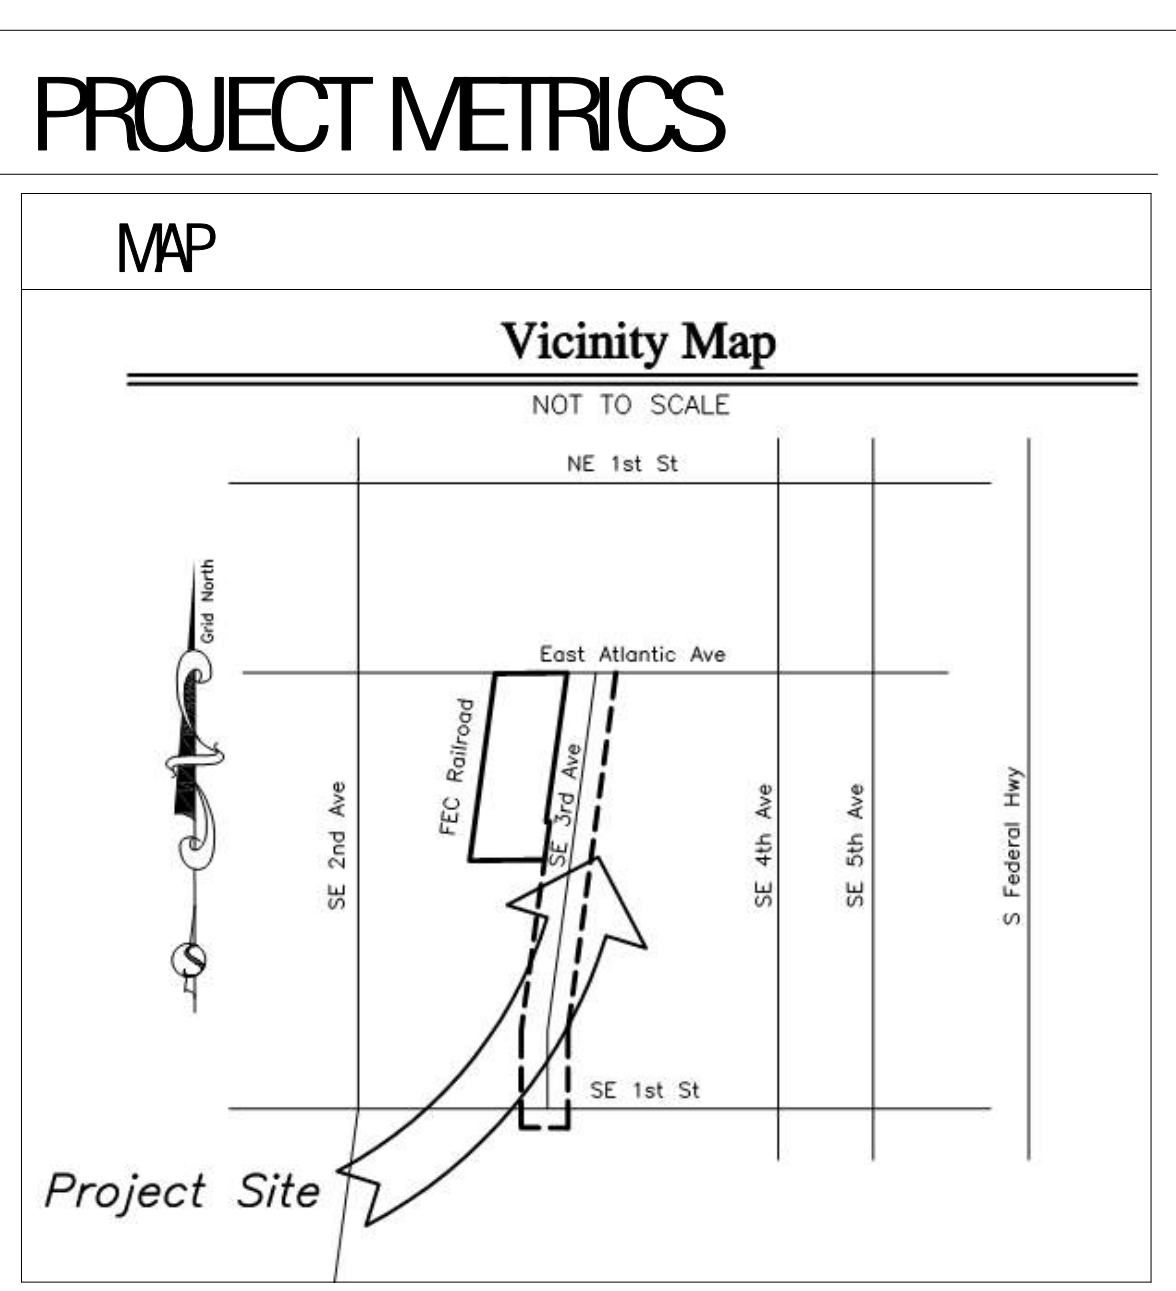 PROJECT METRICS
MAP
Vicinity Map
NOT TO SCALE
NE 1st St
Grid North
East Atlantic Ave
FEC Railroad
SE 3rd Ave
SE 2nd Ave
SE 4th Ave
SE 5th Ave
S Federal Hwy
SE 1st St
Project Site